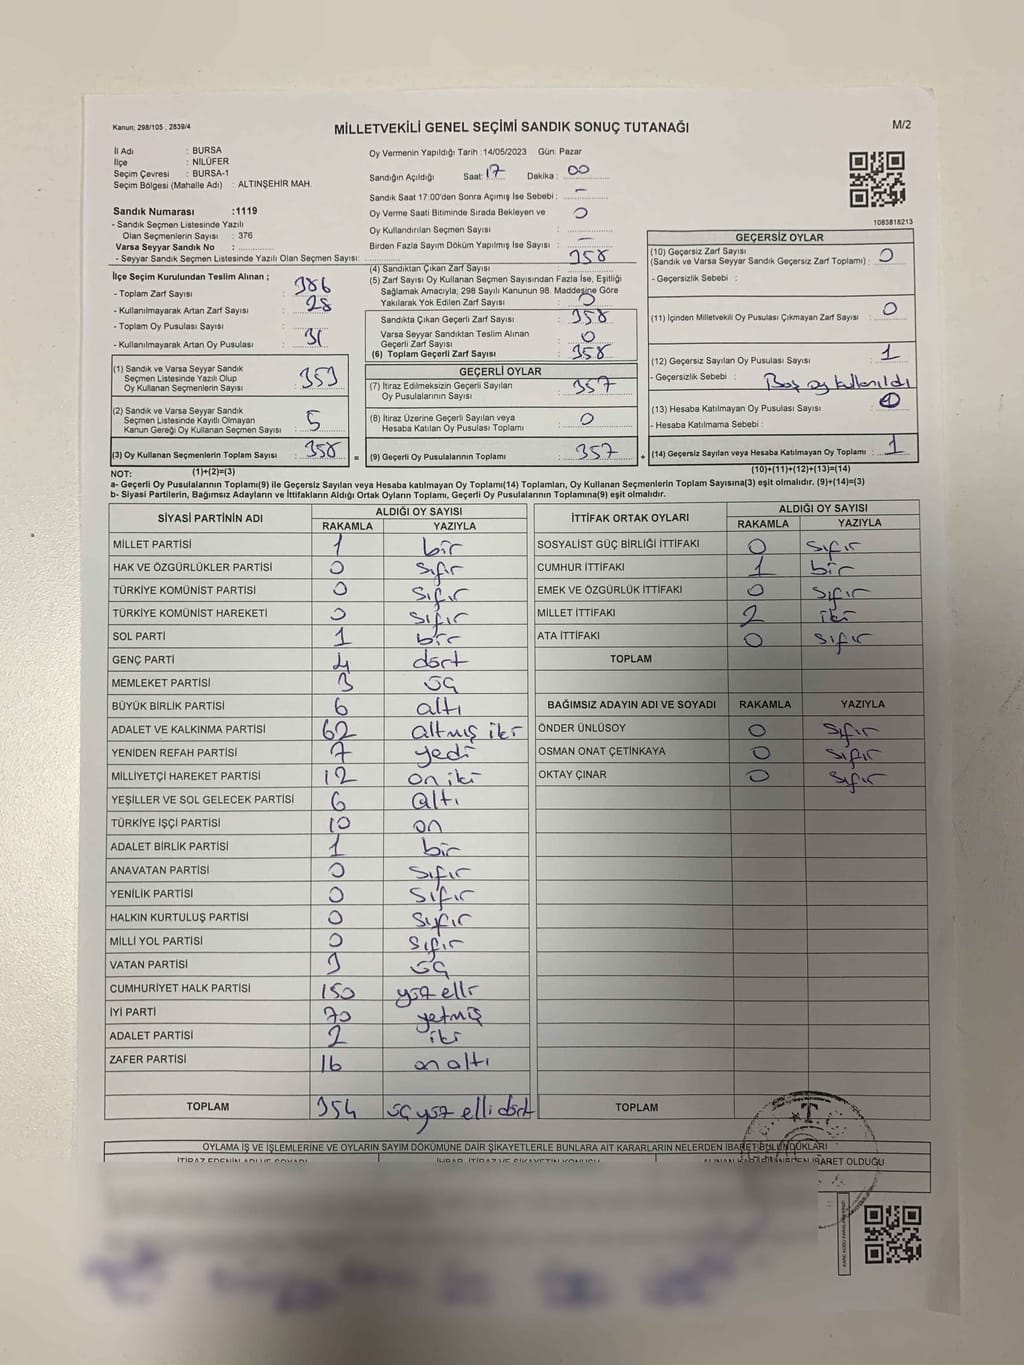 Kanun; 298/105 , 2839/4
MİLLETVEKİLİ GENEL SEÇİMİ SANDIK SONUÇ TUTANAĞI
M/2
İl Adı : BURSA
İlçe : NİLÜFER
Seçim Çevresi : BURSA-1
Seçim Bölgesi (Mahalle Adı) : ALTINŞEHİR MAH.
Sandık Numarası :1119
- Sandık Seçmen Listesinde Yazılı
Olan Seçmenlerin Sayısı : 376
Varsa Seyyar Sandık No :
- Seyyar Sandık Seçmen Listesinde Yazılı Olan Seçmen Sayısı:
Oy Vermenin Yapıldığı Tarih :14/05/2023 Gün: Pazar
Sandığın Açıldığı Saat: 17 Dakika : 00
Sandık Saat 17:00'den Sonra Açımış İse Sebebi : -
Oy Verme Saati Bitiminde Sırada Bekleyen ve 0
Oy Kullandırılan Seçmen Sayısı :
Birden Fazla Sayım Döküm Yapılmış İse Sayısı : -
1083818213
İlçe Seçim Kurulundan Teslim Alınan ;
- Toplam Zarf Sayısı : 386
- Kullanılmayarak Artan Zarf Sayısı : 28
- Toplam Oy Pusulası Sayısı :
- Kullanılmayarak Artan Oy Pusulası : 31
(1) Sandık ve Varsa Seyyar Sandık
Seçmen Listesinde Yazılı Olup
Oy Kullanan Seçmenlerin Sayısı : 353
(2) Sandık ve Varsa Seyyar Sandık
Seçmen Listesinde Kayıtlı Olmayan
Kanun Gereği Oy Kullanan Seçmen Sayısı : 5
(3) Oy Kullanan Seçmenlerin Toplam Sayısı : 358
(4) Sandıktan Çıkan Zarf Sayısı : 358
(5) Zarf Sayısı Oy Kullanan Seçmen Sayısından Fazla İse, Eşitliği
Sağlamak Amacıyla; 298 Sayılı Kanunun 98. Maddesine Göre
Yakılarak Yok Edilen Zarf Sayısı : 0
Sandıkta Çıkan Geçerli Zarf Sayısı : 358
Varsa Seyyar Sandıktan Teslim Alınan
Geçerli Zarf Sayısı : 0
(6) Toplam Geçerli Zarf Sayısı : 358
GEÇERLİ OYLAR
(7) İtiraz Edilmeksizin Geçerli Sayılan
Oy Pusulalarının Sayısı : 357
(8) İtiraz Üzerine Geçerli Sayılan veya
Hesaba Katılan Oy Pusulası Toplamı : 0
= (9) Geçerli Oy Pusulalarının Toplamı : 357
GEÇERSİZ OYLAR
(10) Geçersiz Zarf Sayısı
(Sandık ve Varsa Seyyar Sandık Geçersiz Zarf Toplamı) : 0
- Geçersizlik Sebebi :
(11) İçinden Milletvekili Oy Pusulası Çıkmayan Zarf Sayısı : 0
(12) Geçersiz Sayılan Oy Pusulası Sayısı : 1
- Geçersizlik Sebebi : Boş oy kullanıldı
(13) Hesaba Katılmayan Oy Pusulası Sayısı :
- Hesaba Katılmama Sebebi :
+ (14) Geçersiz Sayılan veya Hesaba Katılmayan Oy Toplamı : 1
NOT: (1)+(2)=(3)
(10)+(11)+(12)+(13)=(14)
a- Geçerli Oy Pusulalarının Toplamı(9) ile Geçersiz Sayılan veya Hesaba katılmayan Oy Toplamı(14) Toplamları, Oy Kullanan Seçmenlerin Toplam Sayısına(3) eşit olmalıdır. (9)+(14)=(3)
b- Siyasi Partilerin, Bağımsız Adayların ve İttifakların Aldığı Ortak Oyların Toplamı, Geçerli Oy Pusulalarının Toplamına(9) eşit olmalıdır.
SİYASİ PARTİNİN ADI ALDIĞI OY SAYISI
RAKAMLA YAZIYLA
MİLLET PARTİSİ 1 bir
HAK VE ÖZGÜRLÜKLER PARTİSİ 0 sıfır
TÜRKİYE KOMÜNİST PARTİSİ 0 sıfır
TÜRKİYE KOMÜNİST HAREKETİ 0 sıfır
SOL PARTİ 1 bir
GENÇ PARTİ 4 dört
MEMLEKET PARTİSİ 3 üç
BÜYÜK BİRLİK PARTİSİ 6 altı
ADALET VE KALKINMA PARTİSİ 62 altmış iki
YENİDEN REFAH PARTİSİ 7 yedi
MİLLİYETÇİ HAREKET PARTİSİ 12 on iki
YEŞİLLER VE SOL GELECEK PARTİSİ 6 altı
TÜRKİYE İŞÇİ PARTİSİ 10 on
ADALET BİRLİK PARTİSİ 1 bir
ANAVATAN PARTİSİ 0 sıfır
YENİLİK PARTİSİ 0 sıfır
HALKIN KURTULUŞ PARTİSİ 0 sıfır
MİLLİ YOL PARTİSİ 0 sıfır
VATAN PARTİSİ 3 üç
CUMHURİYET HALK PARTİSİ 150 yüz elli
İYİ PARTİ 70 yetmiş
ADALET PARTİSİ 2 iki
ZAFER PARTİSİ 16 on altı
TOPLAM 354 üç yüz elli dört
İTTİFAK ORTAK OYLARI ALDIĞI OY SAYISI
RAKAMLA YAZIYLA
SOSYALİST GÜÇ BİRLİĞİ İTTİFAKI 0 sıfır
CUMHUR İTTİFAKI 1 bir
EMEK VE ÖZGÜRLÜK İTTİFAKI 0 sıfır
MİLLET İTTİFAKI 2 iki
ATA İTTİFAKI 0 sıfır
TOPLAM
BAĞIMSIZ ADAYIN ADI VE SOYADI RAKAMLA YAZIYLA
ÖNDER ÜNLÜSOY 0 sıfır
OSMAN ONAT ÇETİNKAYA 0 sıfır
OKTAY ÇINAR 0 sıfır
TOPLAM
T.
OYLAMA İŞ VE İŞLEMLERİNE VE OYLARIN SAYIM DÖKÜMÜNE DAİR ŞİKAYETLERLE BUNLARA AİT KARARLARIN NELERDEN İBARET BULUNDUKLARI
İTİRAZ EDENİN ADI VE SOYADI İHBAR, İTİRAZ VE ŞİKAYETİN KONUSU ALINAN KARARIN NEDEN İBARET OLDUĞU